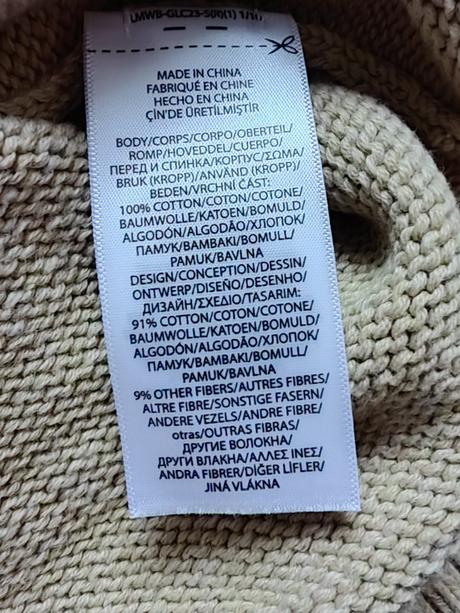 LMWB-GLC23-S(R)(1) 1/1()
MADE IN CHINA
FABRIQUÉ EN CHINE
HECHO EN CHINA
ÇİN'DE ÜRETİLMİŞTİR
BODY/CORPS/CORPO/OBERTEIL/
ROMP/HOVEDDEL/CUERPO/
ПЕРЕД И СПИНКА/КОРПУС/ΣΩΜΑ/
BRUK (KROPP)/ANVÄND (KROPP)/
BEDEN/VRCHNÍ ČÁST:
100% COTTON/COTON/COTONE/
BAUMWOLLE/KATOEN/BOMULD/
ALGODÓN/ALGODÃO/ХЛОПОК/
ПАМУК/ΒΑΜΒΑΚΙ/BOMULL/
PAMUK/BAVLNA
DESIGN/CONCEPTION/DESSIN/
ONTWERP/DISEÑO/DESENHO/
ДИЗАЙН/ΣΧΕΔΙΟ/TASARIM:
91% COTTON/COTON/COTONE/
BAUMWOLLE/KATOEN/BOMULD/
ALGODÓN/ALGODÃO/ХЛОПОК/
ПАМУК/ΒΑΜΒΑΚΙ/BOMULL/
PAMUK/BAVLNA
9% OTHER FIBERS/AUTRES FIBRES/
ALTRE FIBRE/SONSTIGE FASERN/
ANDERE VEZELS/ANDRE FIBRE/
otras/OUTRAS FIBRAS/
ДРУГИЕ ВОЛОКНА/
ДРУГИ ВЛАКНА/ΑΛΛΕΣ ΙΝΕΣ/
ANDRA FIBRER/DİĞER LİFLER/
JINÁ VLÁKNA